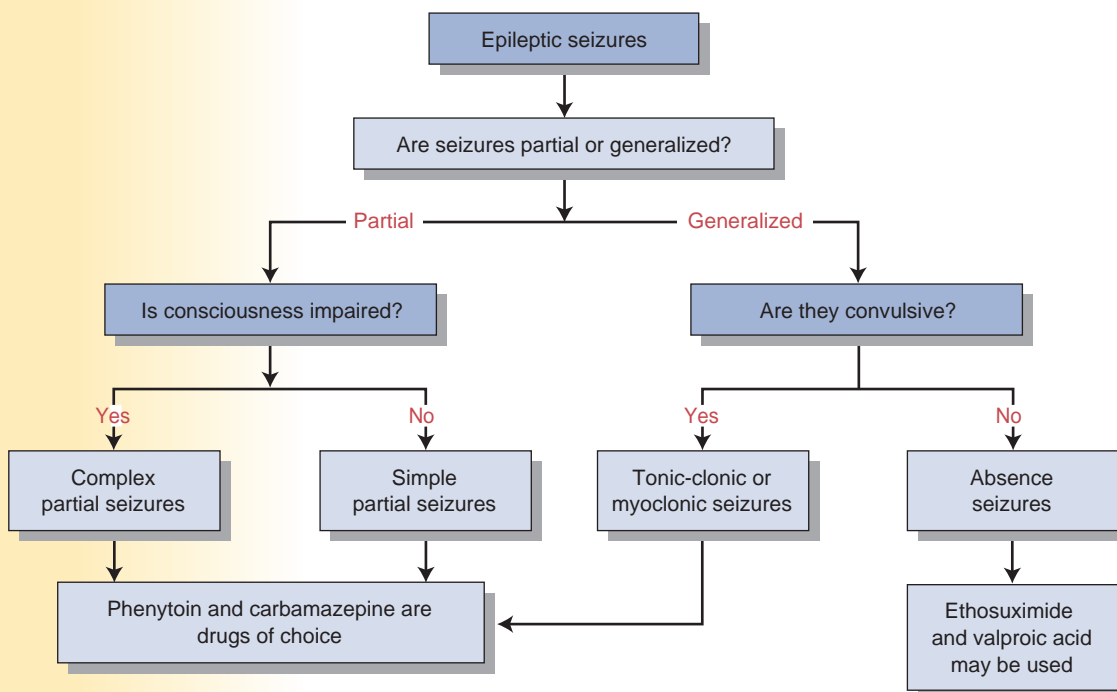 Epileptic seizures
Are seizures partial or generalized?
Partial
Generalized
Is consciousness impaired?
Are they convulsive?
Yes
No
Yes
No
Complex
partial seizures
Simple
partial seizures
Tonic-clonic or
myoclonic seizures
Absence
seizures
Phenytoin and carbamazepine are
drugs of choice
Ethosuximide
and valproic acid
may be used